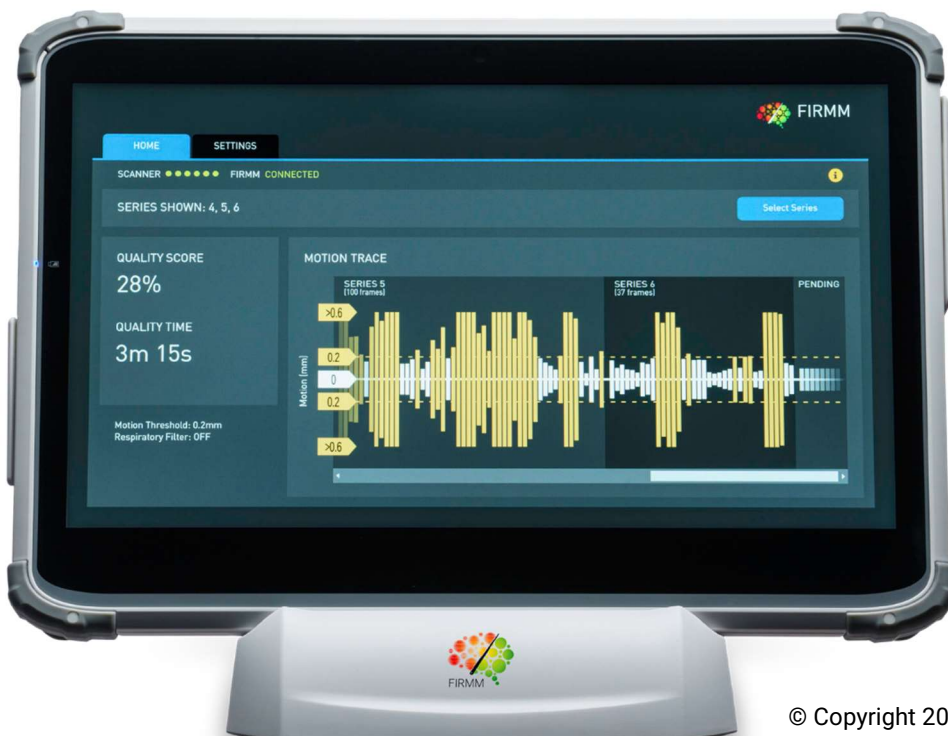 FIRMM
HOME
SETTINGS
SCANNER
FIRMM CONNECTED
i
SERIES SHOWN: 4, 5, 6
Select Series
QUALITY SCORE
28%
QUALITY TIME
3m 15s
Motion Threshold: 0.2mm
Respiratory Filter: OFF
MOTION TRACE
SERIES 5
[100 frames]
SERIES 6
[37 frames]
PENDING
Motion [mm]
>0.6
0.2
0
0.2
>0.6
FIRMM
© Copyright 20